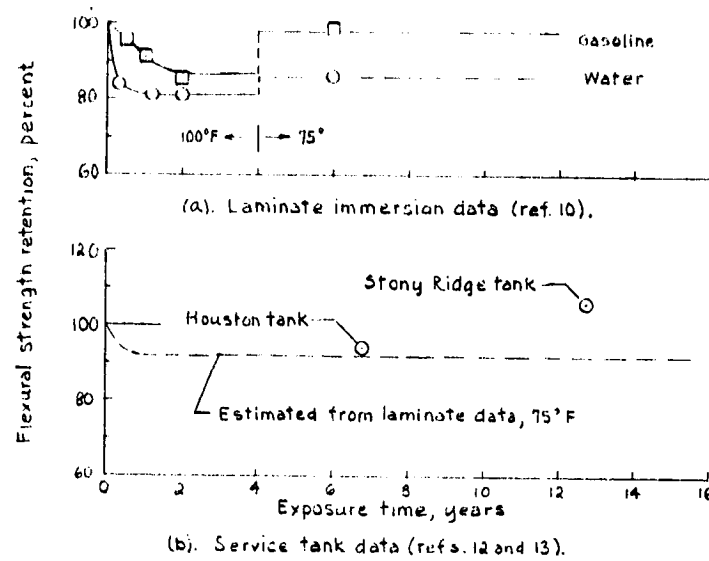 Flexural strength retention, percent
100
80
60
Gasoline
Water
100°F 75°
(a). Laminate immersion data (ref. 10).
120
100
80
60
Stony Ridge tank
Houston tank
Estimated from laminate data, 75°F
0 2 4 6 8 10 12 14 16
Exposure time, years
(b). Service tank data (refs. 12 and 13).